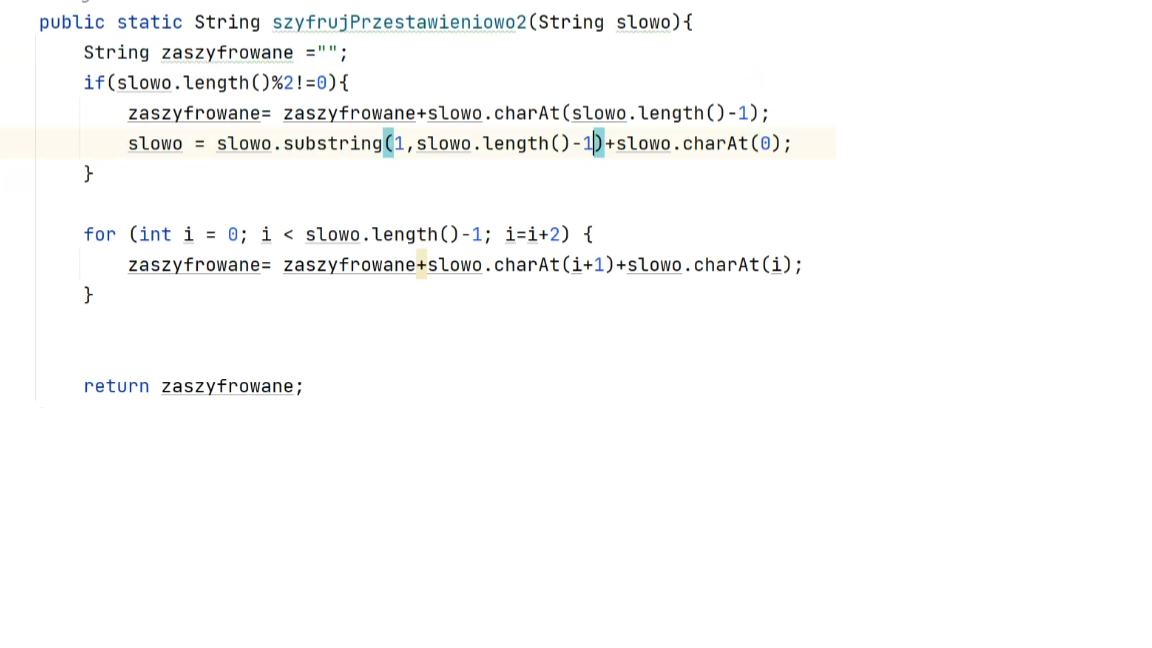 public static String szyfrujPrzestawieniowo2(String slowo){
    String zaszyfrowane ="";
    if(slowo.length()%2!=0){
        zaszyfrowane= zaszyfrowane+slowo.charAt(slowo.length()-1);
        slowo = slowo.substring(1,slowo.length()-1)+slowo.charAt(0);
    }
    for (int i = 0; i < slowo.length()-1; i=i+2) {
        zaszyfrowane= zaszyfrowane+slowo.charAt(i+1)+slowo.charAt(i);
    }
    return zaszyfrowane;